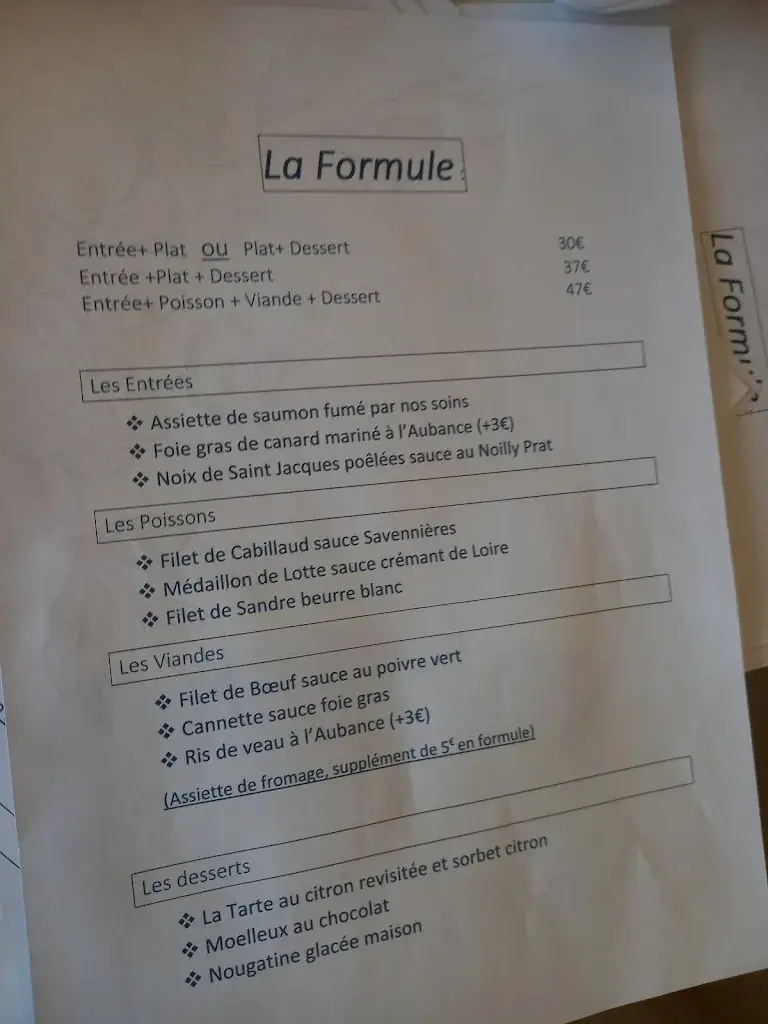 La Formule :
Entrée+ Plat OU Plat+ Dessert 30€
Entrée +Plat + Dessert 37€
Entrée+ Poisson + Viande + Dessert 47€
Les Entrées
❖ Assiette de saumon fumé par nos soins
❖ Foie gras de canard mariné à l'Aubance (+3€)
❖ Noix de Saint Jacques poêlées sauce au Noilly Prat
Les Poissons
❖ Filet de Cabillaud sauce Savennières
❖ Médaillon de Lotte sauce crémant de Loire
❖ Filet de Sandre beurre blanc
Les Viandes
❖ Filet de Bœuf sauce au poivre vert
❖ Cannette sauce foie gras
❖ Ris de veau à l'Aubance (+3€)
(Assiette de fromage, supplément de 5€ en formule)
Les desserts
❖ La Tarte au citron revisitée et sorbet citron
❖ Moelleux au chocolat
❖ Nougatine glacée maison
La